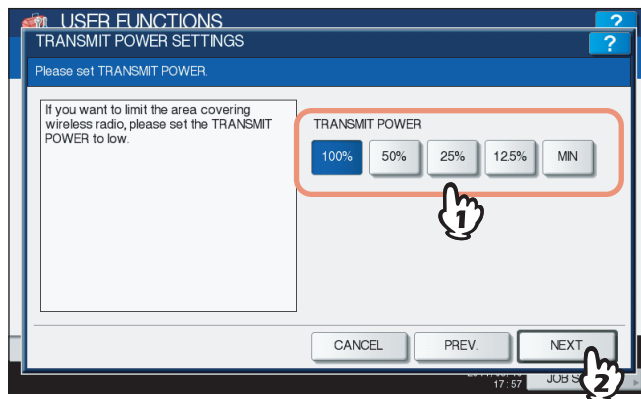 USER FUNCTIONS
?
TRANSMIT POWER SETTINGS
?
Please set TRANSMIT POWER.
If you want to limit the area covering
wireless radio, please set the TRANSMIT
POWER to low.
TRANSMIT POWER
100% 50% 25% 12.5% MIN
1
CANCEL PREV. NEXT
2
17:57 JOB S